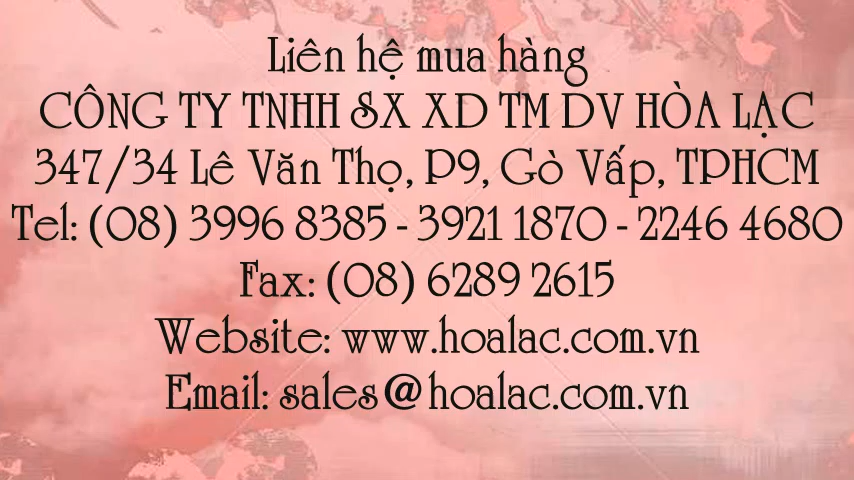 Liên hệ mua hàng
CÔNG TY TNHH SX XD TM DV HÒA LẠC
347/34 Lê Văn Thọ, P9, Gò Vấp, TPHCM
Tel: (08) 3996 8385 - 3921 1870 - 2246 4680
Fax: (08) 6289 2615
Website: www.hoalac.com.vn
Email: sales@hoalac.com.vn